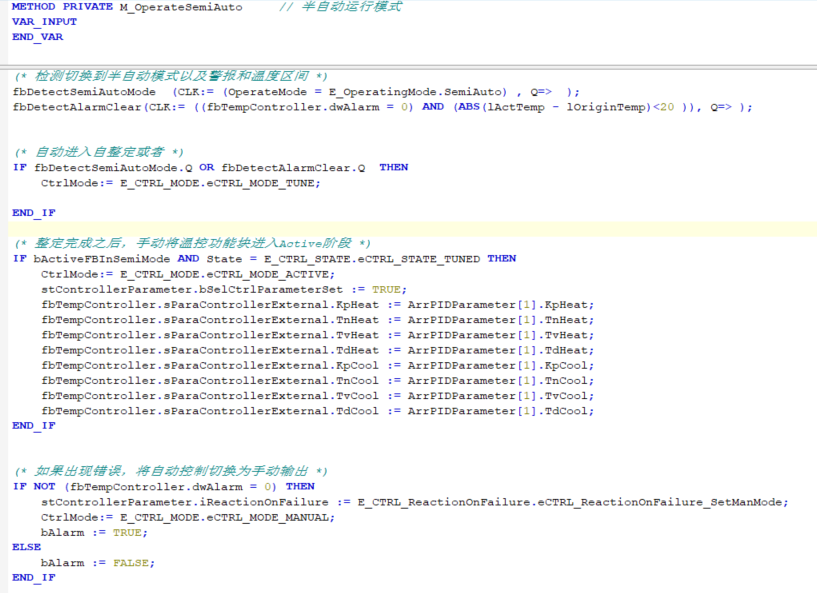 METHOD PRIVATE M_OperateSemiAuto // 半自动运行模式
VAR_INPUT
END_VAR
(* 检测切换到半自动模式以及警报和温度区间 *)
fbDetectSemiAutoMode (CLK:= (OperateMode = E_OperatingMode.SemiAuto) , Q=> );
fbDetectAlarmClear(CLK:= ((fbTempController.dwAlarm = 0) AND (ABS(lActTemp - lOriginTemp)<20 )), Q=> );
(* 自动进入自整定或者 *)
IF fbDetectSemiAutoMode.Q OR fbDetectAlarmClear.Q THEN
CtrlMode:= E_CTRL_MODE.eCTRL_MODE_TUNE;
END_IF
(* 整定完成之后，手动将温控功能块进入Active阶段 *)
IF bActiveFBInSemiMode AND State = E_CTRL_STATE.eCTRL_STATE_TUNED THEN
CtrlMode:= E_CTRL_MODE.eCTRL_MODE_ACTIVE;
stControllerParameter.bSelCtrlParameterSet := TRUE;
fbTempController.sParaControllerExternal.KpHeat := ArrPIDParameter[1].KpHeat;
fbTempController.sParaControllerExternal.TnHeat := ArrPIDParameter[1].TnHeat;
fbTempController.sParaControllerExternal.TvHeat := ArrPIDParameter[1].TvHeat;
fbTempController.sParaControllerExternal.TdHeat := ArrPIDParameter[1].TdHeat;
fbTempController.sParaControllerExternal.KpCool := ArrPIDParameter[1].KpCool;
fbTempController.sParaControllerExternal.TnCool := ArrPIDParameter[1].TnCool;
fbTempController.sParaControllerExternal.TvCool := ArrPIDParameter[1].TvCool;
fbTempController.sParaControllerExternal.TdCool := ArrPIDParameter[1].TdCool;
END_IF
(* 如果出现错误，将自动控制切换为手动输出 *)
IF NOT (fbTempController.dwAlarm = 0) THEN
stControllerParameter.iReactionOnFailure := E_CTRL_ReactionOnFailure.eCTRL_ReactionOnFailure_SetManMode;
CtrlMode:= E_CTRL_MODE.eCTRL_MODE_MANUAL;
bAlarm := TRUE;
ELSE
bAlarm := FALSE;
END_IF